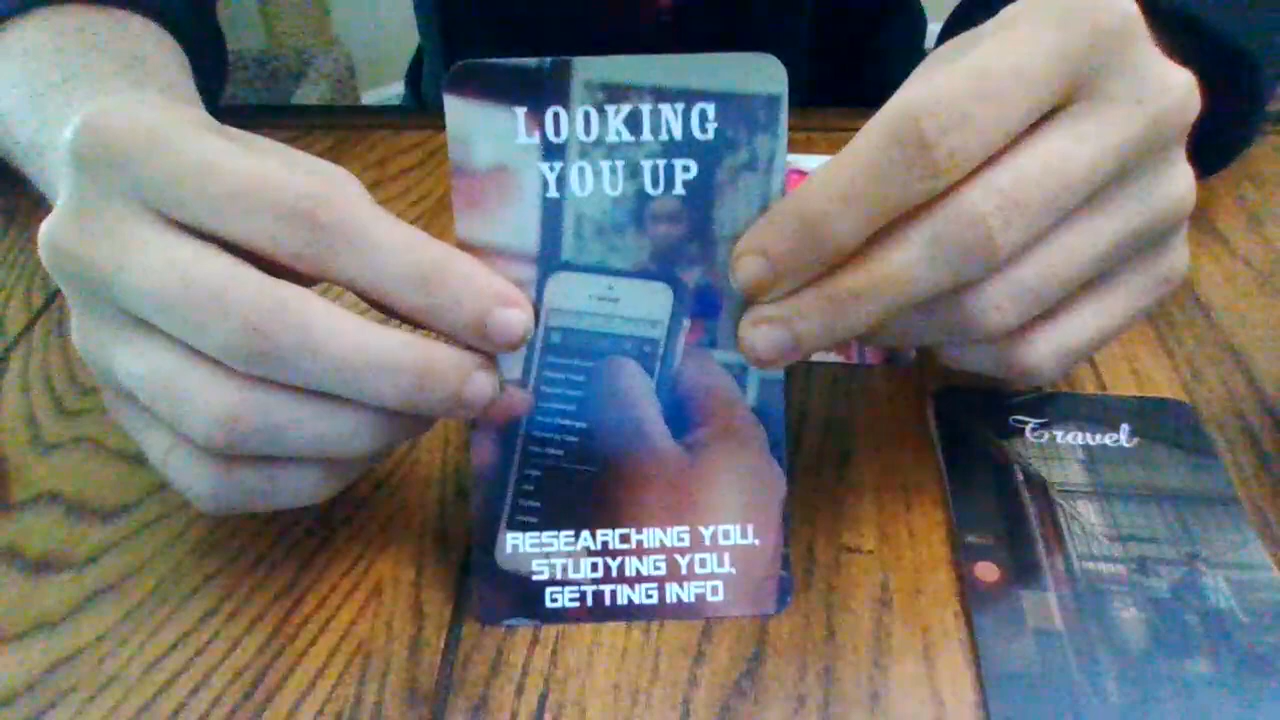 LOOKING
YOU UP
RESEARCHING YOU,
STUDYING YOU,
GETTING INFO
Travel